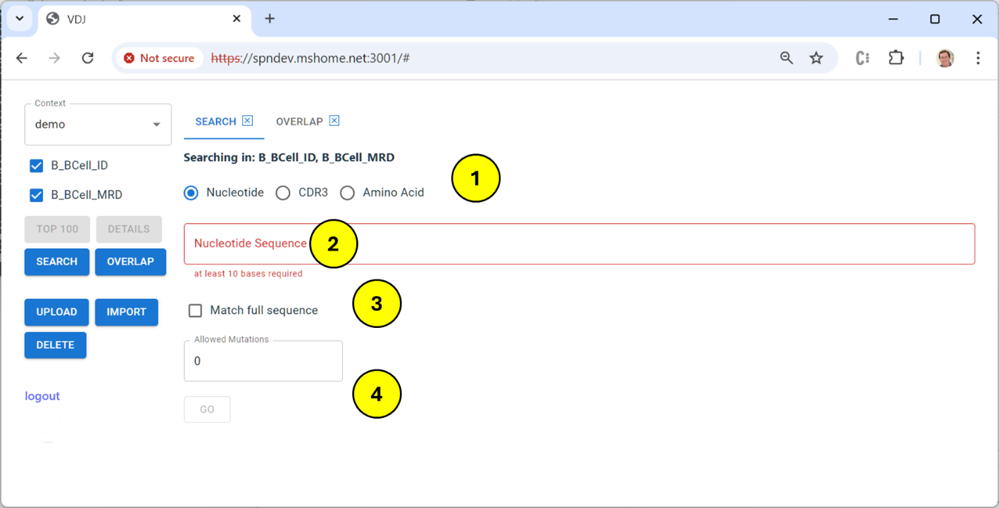 VDJ
Not secure https://spndev.mshome.net:3001/#
Context
demo
B_BCell_ID
B_BCell_MRD
TOP 100 DETAILS
SEARCH OVERLAP
UPLOAD IMPORT
DELETE
logout
SEARCH OVERLAP
Searching in: B_BCell_ID, B_BCell_MRD
1
Nucleotide CDR3 Amino Acid
Nucleotide Sequence 2
at least 10 bases required
3
Match full sequence
Allowed Mutations
0
4
GO